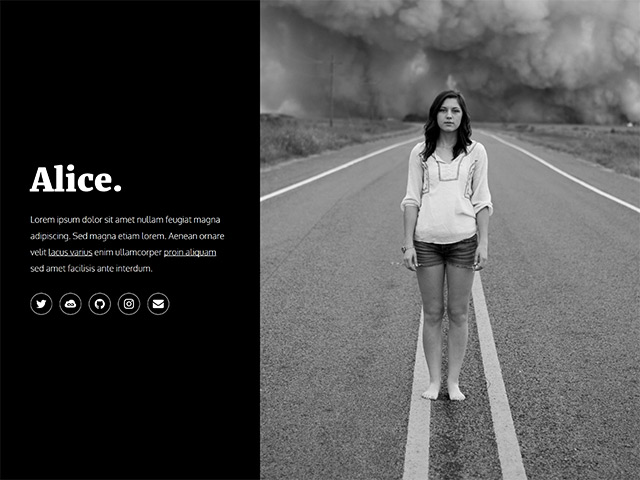 Alice.
Lorem ipsum dolor sit amet nullam feugiat magna
adipiscing. Sed magna etiam lorem. Aenean ornare
velit lacus varius enim ullamcorper proin aliquam
sed amet facilisis ante interdum.